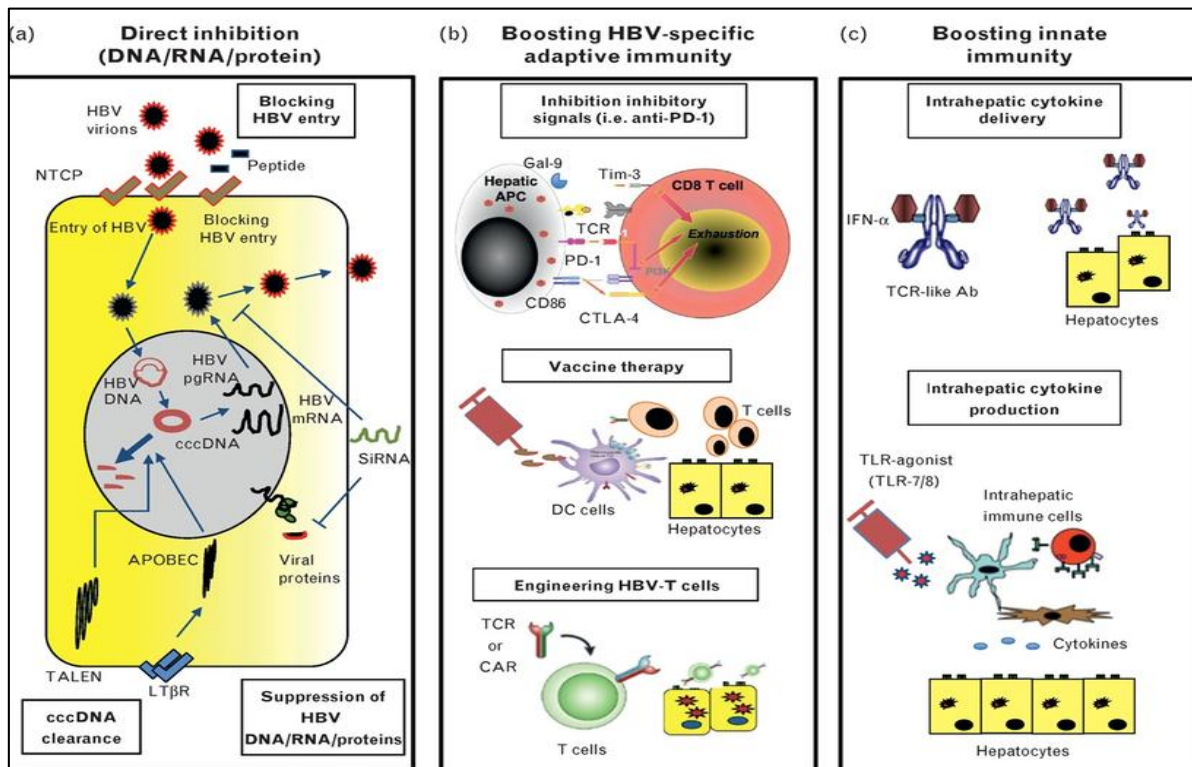 (a)
Direct inhibition
(DNA/RNA/protein)
Blocking
HBV entry
HBV
virions
Peptide
NTCP
Entry of HBV
Blocking
HBV entry
HBV
DNA
HBV
pgRNA
HBV
mRNA
cccDNA
SiRNA
APOBEC
Viral
proteins
TALEN
LTβR
cccDNA
clearance
Suppression of
HBV
DNA/RNA/proteins
(b)
Boosting HBV-specific
adaptive immunity
Inhibition inhibitory
signals (i.e. anti-PD-1)
Gal-9
Tim-3
Hepatic
APC
CD8 T cell
TCR
Exhaustion
PD-1
PI3K
CD86
CTLA-4
Vaccine therapy
T cells
DC cells
Hepatocytes
Engineering HBV-T cells
TCR
or
CAR
T cells
(c)
Boosting innate
immunity
Intrahepatic cytokine
delivery
IFN-α
TCR-like Ab
Hepatocytes
Intrahepatic cytokine
production
TLR-agonist
(TLR-7/8)
Intrahepatic
immune cells
Cytokines
Hepatocytes